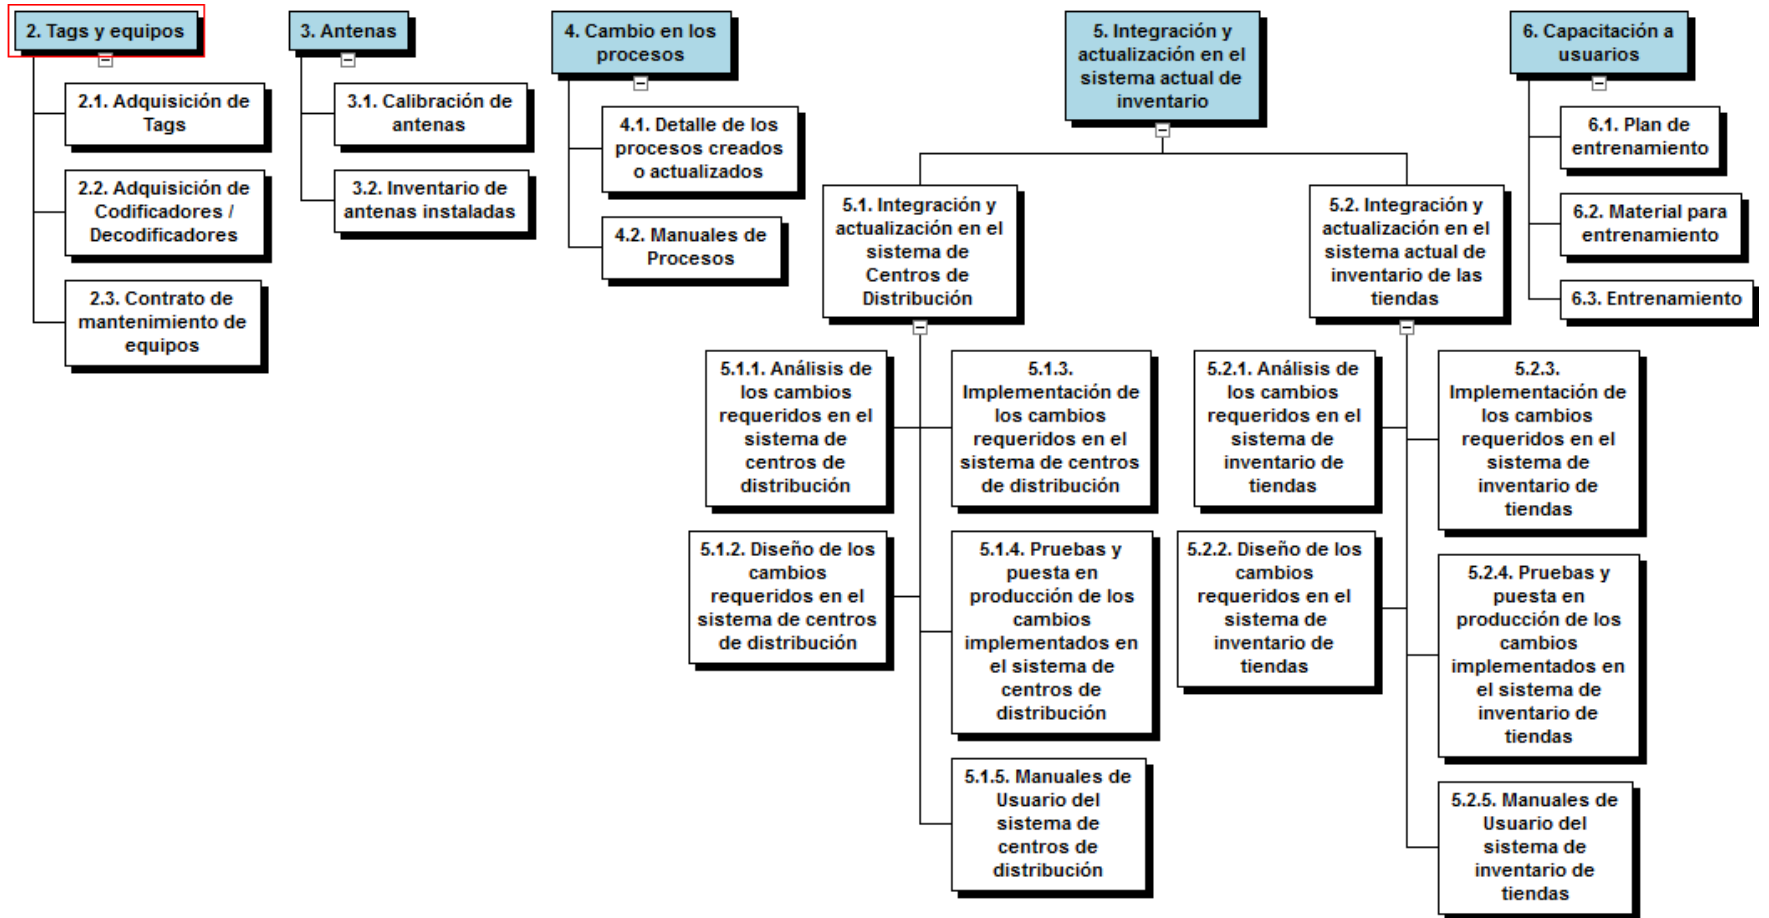 2. Tags y equipos
2.1. Adquisición de
Tags
2.2. Adquisición de
Codificadores /
Decodificadores
2.3. Contrato de
mantenimiento de
equipos
3. Antenas
3.1. Calibración de
antenas
3.2. Inventario de
antenas instaladas
4. Cambio en los
procesos
4.1. Detalle de los
procesos creados
o actualizados
4.2. Manuales de
Procesos
5. Integración y
actualización en el
sistema actual de
inventario
5.1. Integración y
actualización en el
sistema de
Centros de
Distribución
5.1.1. Análisis de
los cambios
requeridos en el
sistema de
centros de
distribución
5.1.2. Diseño de los
cambios
requeridos en el
sistema de centros
de distribución
5.1.3.
Implementación de
los cambios
requeridos en el
sistema de centros
de distribución
5.1.4. Pruebas y
puesta en
producción de los
cambios
implementados en
el sistema de
centros de
distribución
5.1.5. Manuales de
Usuario del
sistema de
centros de
distribución
5.2. Integración y
actualización en el
sistema actual de
inventario de las
tiendas
5.2.1. Análisis de
los cambios
requeridos en el
sistema de
inventario de
tiendas
5.2.2. Diseño de los
cambios
requeridos en el
sistema de
inventario de
tiendas
5.2.3.
Implementación de
los cambios
requeridos en el
sistema de
inventario de
tiendas
5.2.4. Pruebas y
puesta en
producción de los
cambios
implementados en
el sistema de
inventario de
tiendas
5.2.5. Manuales de
Usuario del
sistema de
inventario de
tiendas
6. Capacitación a
usuarios
6.1. Plan de
entrenamiento
6.2. Material para
entrenamiento
6.3. Entrenamiento